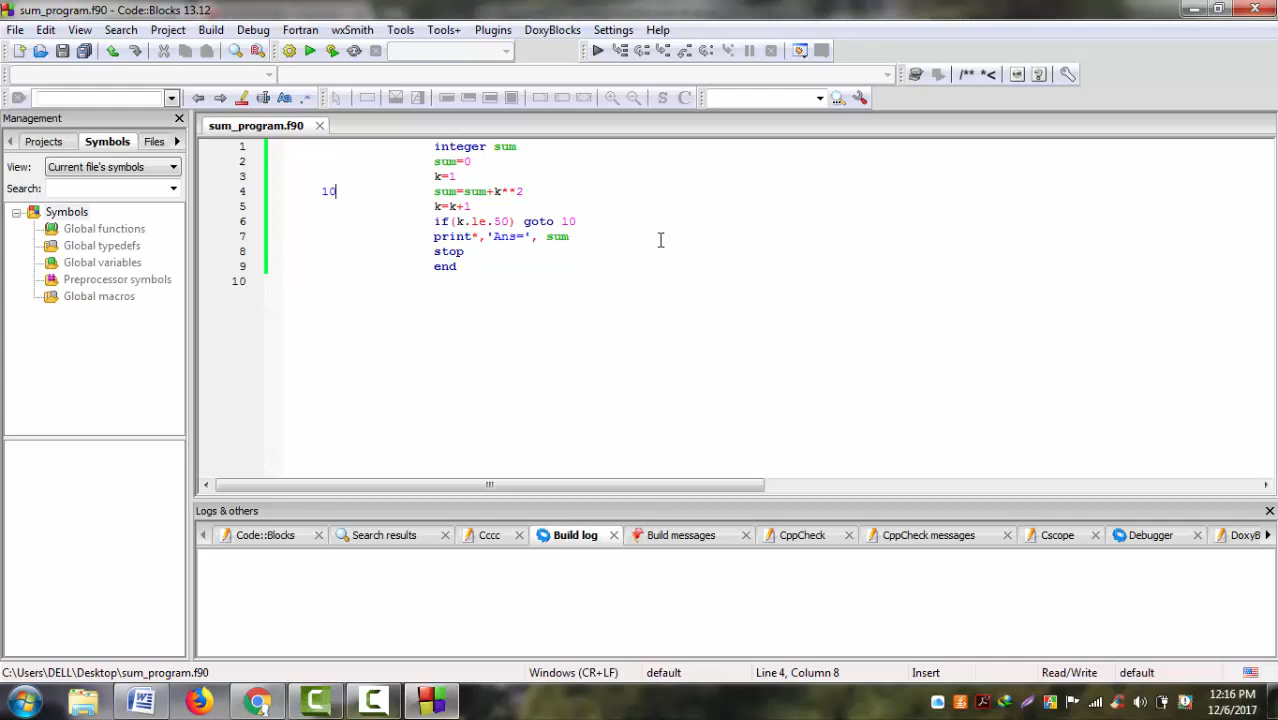 sum_program.f90 - Code::Blocks 13.12
File Edit View Search Project Build Debug Fortran wxSmith Tools Tools+ Plugins DoxyBlocks Settings Help
/** *<
S C
Management
sum_program.f90
Projects Symbols Files
View: Current file's symbols
Search:
Symbols
Global functions
Global typedefs
Global variables
Preprocessor symbols
Global macros
1 integer sum
2 sum=0
3 k=1
4 10 sum=sum+k**2
5 k=k+1
6 if(k.le.50) goto 10
7 print*,'Ans=', sum
8 stop
9 end
10
Logs & others
Code::Blocks Search results Cccc Build log Build messages CppCheck CppCheck messages Cscope Debugger DoxyB
C:\Users\DELL\Desktop\sum_program.f90 Windows (CR+LF) default Line 4, Column 8 Insert Read/Write default
12:16 PM
12/6/2017